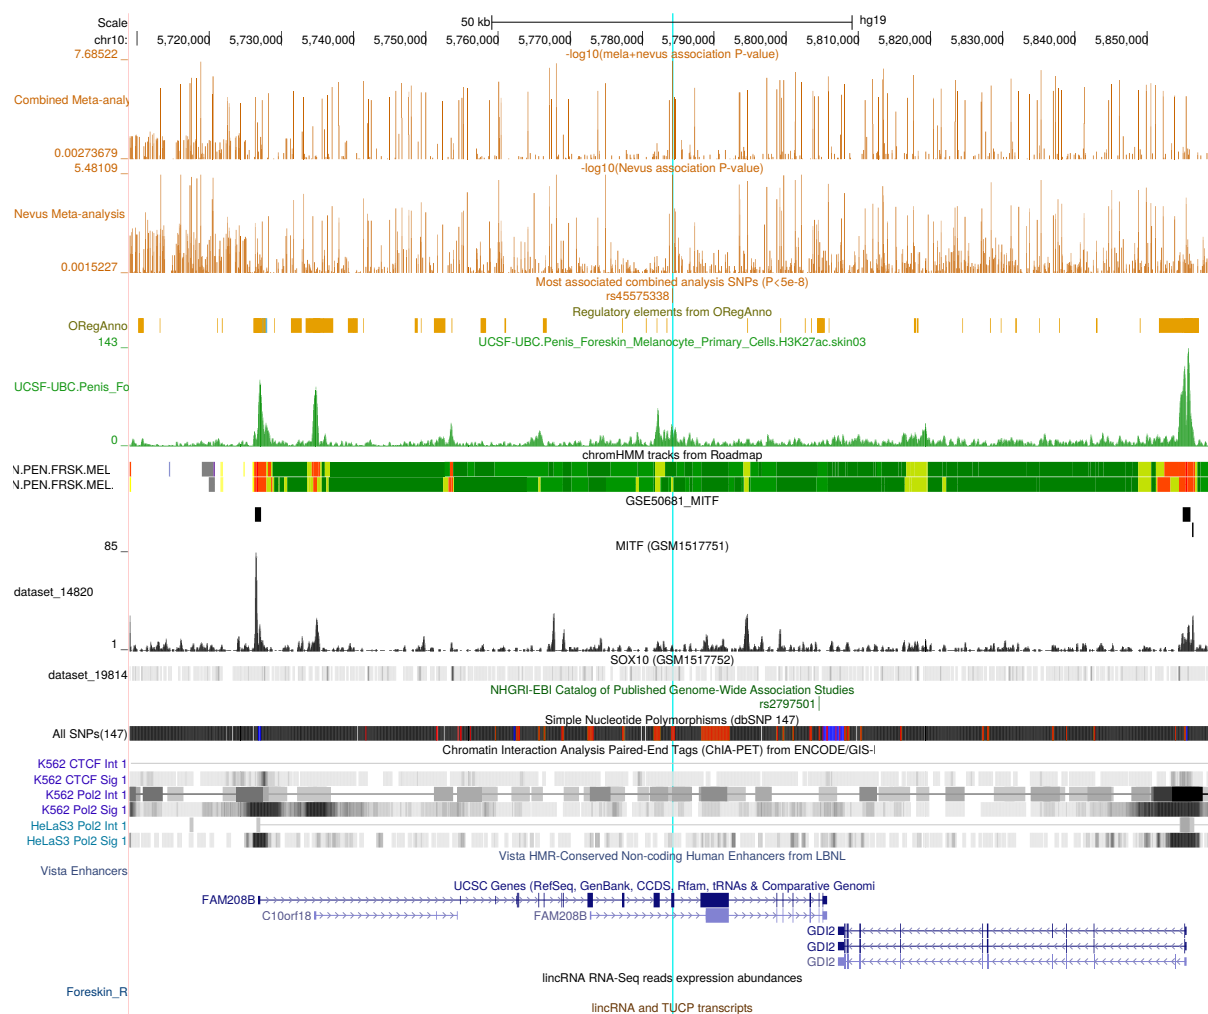 Scale 50 kb hg19
chr10: 5,720,000 5,730,000 5,740,000 5,750,000 5,760,000 5,770,000 5,780,000 5,790,000 5,800,000 5,810,000 5,820,000 5,830,000 5,840,000 5,850,000
7.68522 _ -log10(mela+nevus association P-value)
Combined Meta-analy
0.00273679 _
5.48109 _ -log10(Nevus association P-value)
Nevus Meta-analysis
0.0015227 _
Most associated combined analysis SNPs (P<5e-8)
rs45575338
Regulatory elements from ORegAnno
ORegAnno
143 _ UCSF-UBC.Penis_Foreskin_Melanocyte_Primary_Cells.H3K27ac.skin03
UCSF-UBC.Penis_Fo
0 _
chromHMM tracks from Roadmap
N.PEN.FRSK.MEL
N.PEN.FRSK.MEL.
GSE50681_MITF
85 _ MITF (GSM1517751)
dataset_14820
1 _
SOX10 (GSM1517752)
dataset_19814
NHGRI-EBI Catalog of Published Genome-Wide Association Studies
rs2797501
Simple Nucleotide Polymorphisms (dbSNP 147)
All SNPs(147)
Chromatin Interaction Analysis Paired-End Tags (ChIA-PET) from ENCODE/GIS-
K562 CTCF Int 1
K562 CTCF Sig 1
K562 Pol2 Int 1
K562 Pol2 Sig 1
HeLaS3 Pol2 Int 1
HeLaS3 Pol2 Sig 1
Vista HMR-Conserved Non-coding Human Enhancers from LBNL
Vista Enhancers
UCSC Genes (RefSeq, GenBank, CCDS, Rfam, tRNAs & Comparative Genomi
FAM208B
C10orf18 FAM208B
GDI2
GDI2
GDI2
lincRNA RNA-Seq reads expression abundances
Foreskin_R
lincRNA and TUCP transcripts